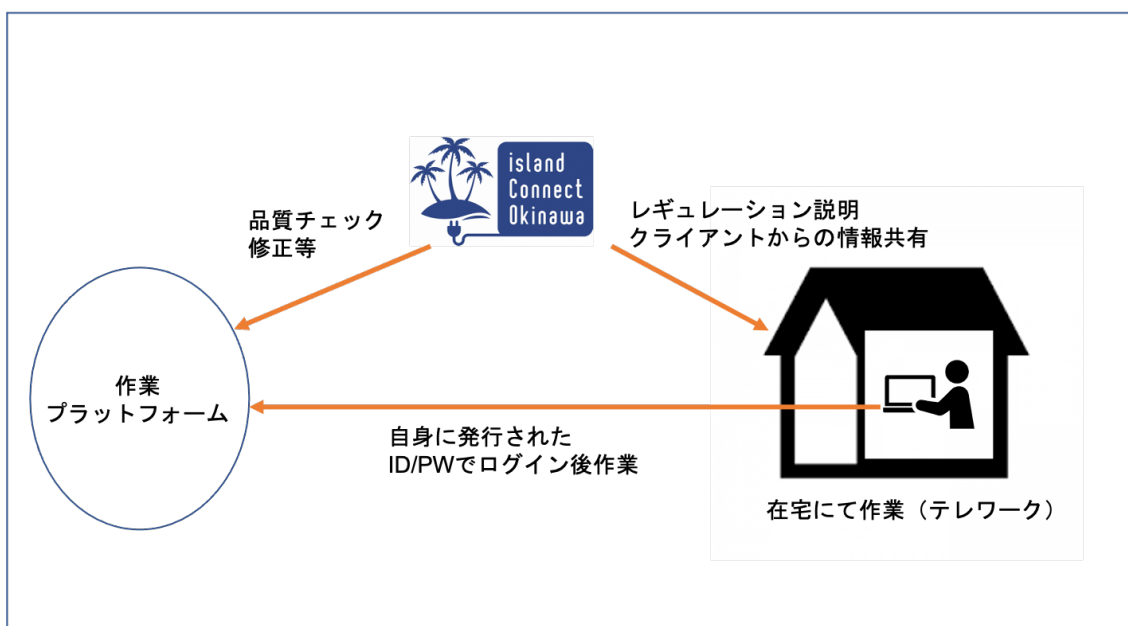 island
Connect
Okinawa
品質チェック
修正等
レギュレーション説明
クライアントからの情報共有
作業
プラットフォーム
自身に発行された
ID/PWでログイン後作業
在宅にて作業（テレワーク）